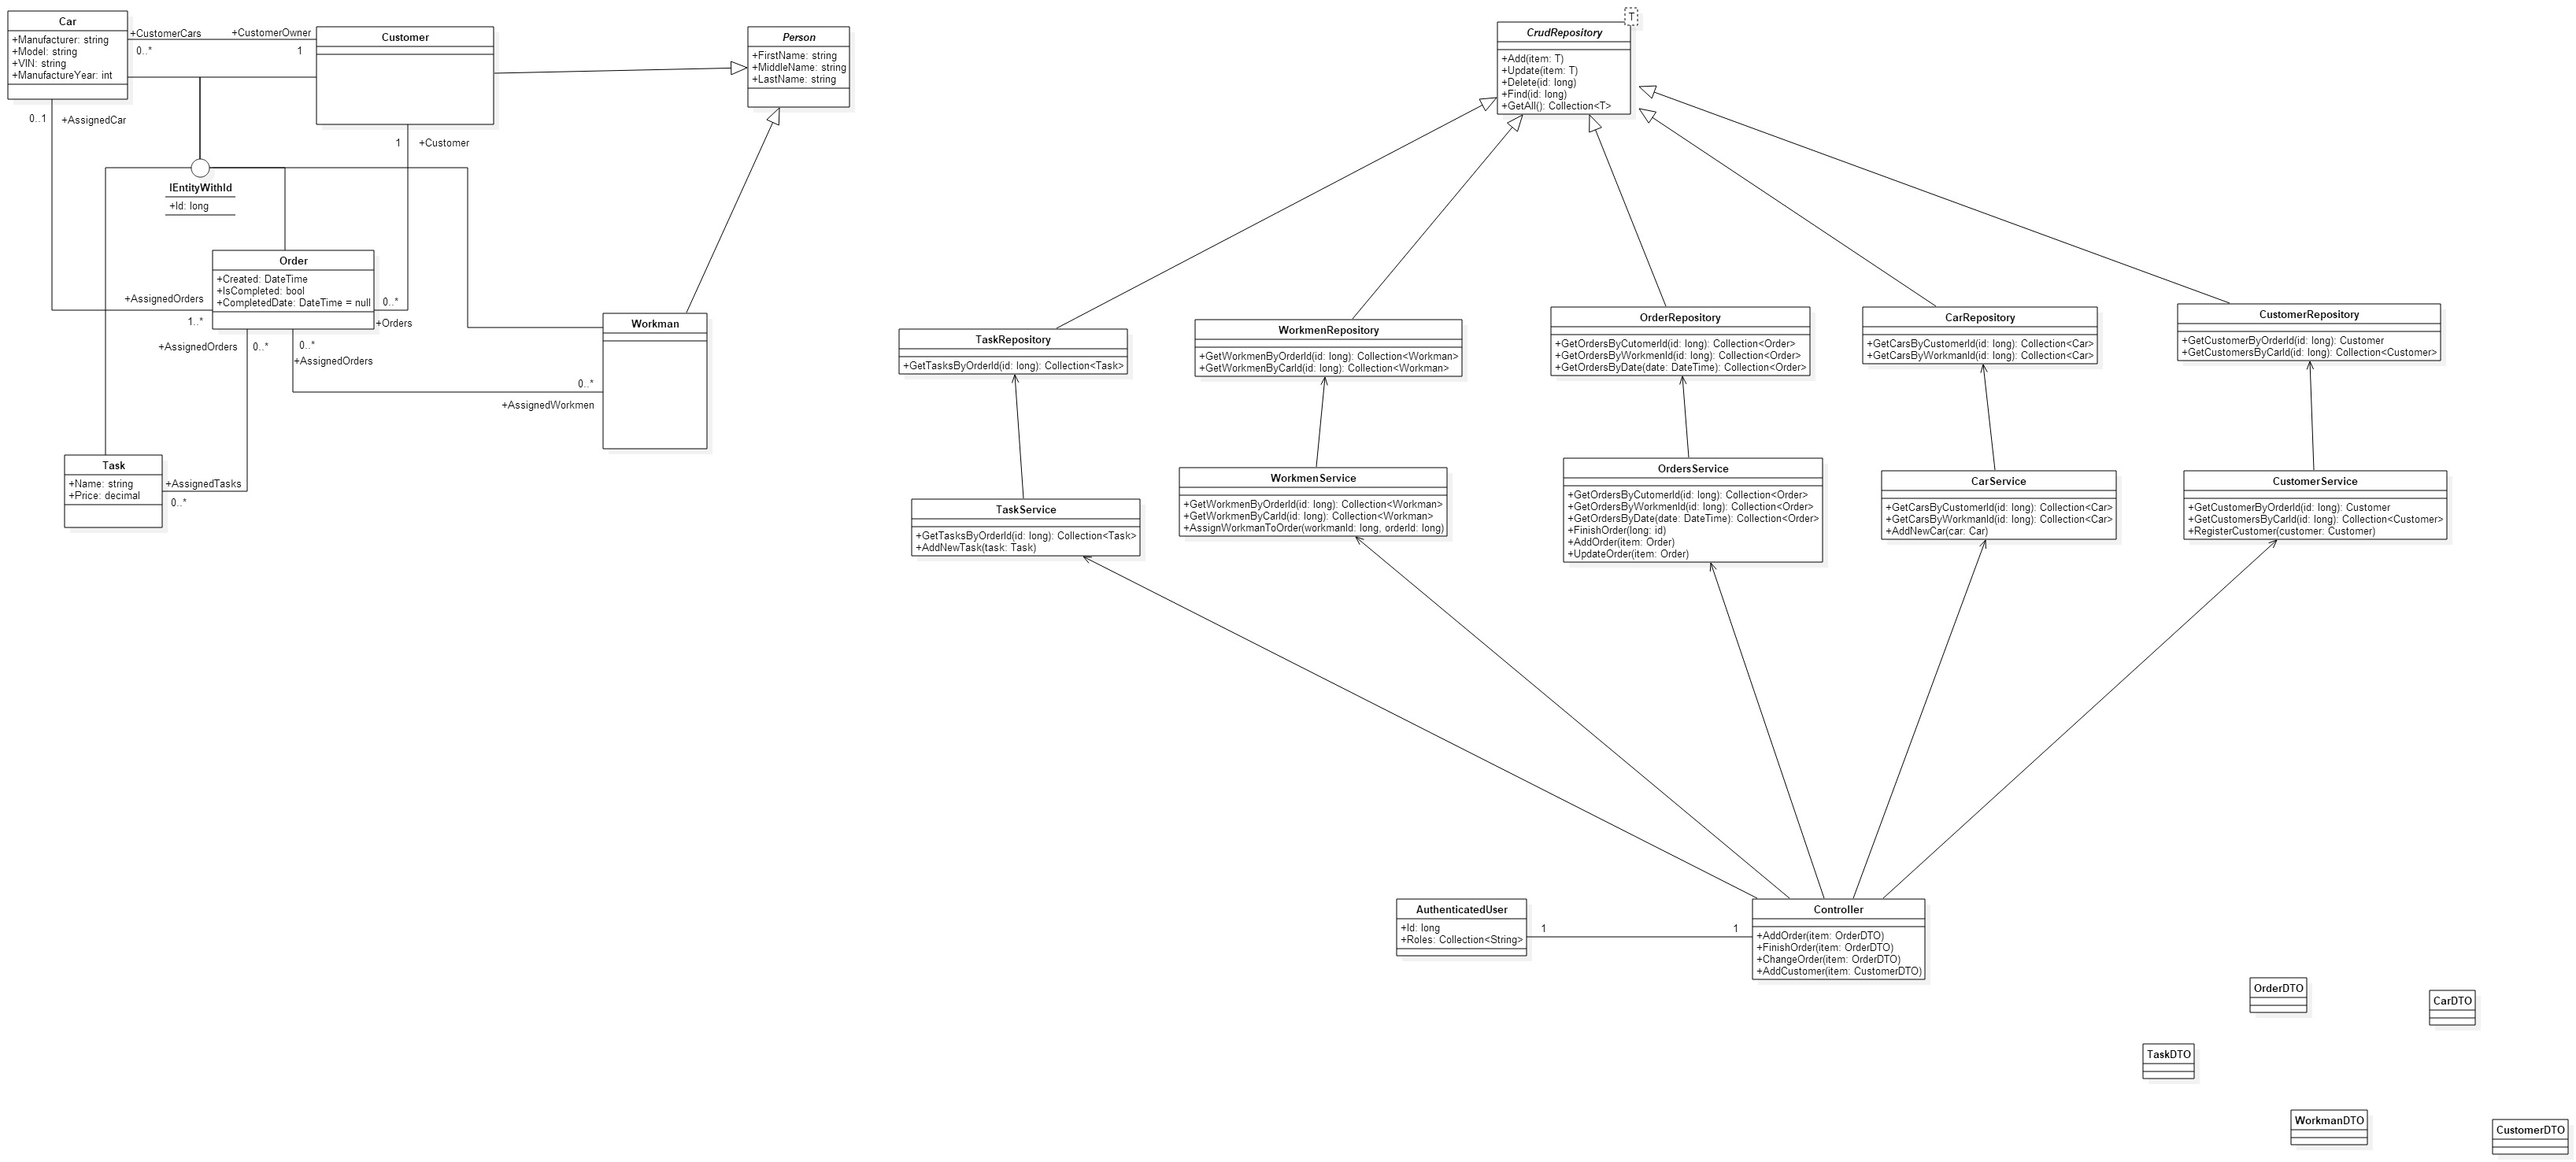 Car
+Manufacturer: string
+Model: string
+VIN: string
+ManufactureYear: int
+CustomerCars
0..*
+CustomerOwner
1
Customer
Person
+FirstName: string
+MiddleName: string
+LastName: string
0..1
+AssignedCar
1
+Customer
IEntityWithId
+Id: long
Order
+Created: DateTime
+IsCompleted: bool
+CompletedDate: DateTime = null
+AssignedOrders
1..*
0..*
+Orders
+AssignedOrders
0..*
0..*
+AssignedOrders
0..*
+AssignedWorkmen
Workman
Task
+Name: string
+Price: decimal
+AssignedTasks
0..*
T
CrudRepository
+Add(item: T)
+Update(item: T)
+Delete(id: long)
+Find(id: long)
+GetAll(): Collection<T>
TaskRepository
+GetTasksByOrderId(id: long): Collection<Task>
WorkmenRepository
+GetWorkmenByOrderId(id: long): Collection<Workman>
+GetWorkmenByCarId(id: long): Collection<Workman>
OrderRepository
+GetOrdersByCutomerId(id: long): Collection<Order>
+GetOrdersByWorkmenId(id: long): Collection<Order>
+GetOrdersByDate(date: DateTime): Collection<Order>
CarRepository
+GetCarsByCustomerId(id: long): Collection<Car>
+GetCarsByWorkmanId(id: long): Collection<Car>
CustomerRepository
+GetCustomerByOrderId(id: long): Customer
+GetCustomersByCarId(id: long): Collection<Customer>
TaskService
+GetTasksByOrderId(id: long): Collection<Task>
+AddNewTask(task: Task)
WorkmenService
+GetWorkmenByOrderId(id: long): Collection<Workman>
+GetWorkmenByCarId(id: long): Collection<Workman>
+AssignWorkmanToOrder(workmanId: long, orderId: long)
OrdersService
+GetOrdersByCutomerId(id: long): Collection<Order>
+GetOrdersByWorkmenId(id: long): Collection<Order>
+GetOrdersByDate(date: DateTime): Collection<Order>
+FinishOrder(long: id)
+AddOrder(item: Order)
+UpdateOrder(item: Order)
CarService
+GetCarsByCustomerId(id: long): Collection<Car>
+GetCarsByWorkmanId(id: long): Collection<Car>
+AddNewCar(car: Car)
CustomerService
+GetCustomerByOrderId(id: long): Customer
+GetCustomersByCarId(id: long): Collection<Customer>
+RegisterCustomer(customer: Customer)
AuthenticatedUser
+Id: long
+Roles: Collection<String>
1
1
Controller
+AddOrder(item: OrderDTO)
+FinishOrder(item: OrderDTO)
+ChangeOrder(item: OrderDTO)
+AddCustomer(item: CustomerDTO)
OrderDTO
CarDTO
TaskDTO
WorkmanDTO
CustomerDTO